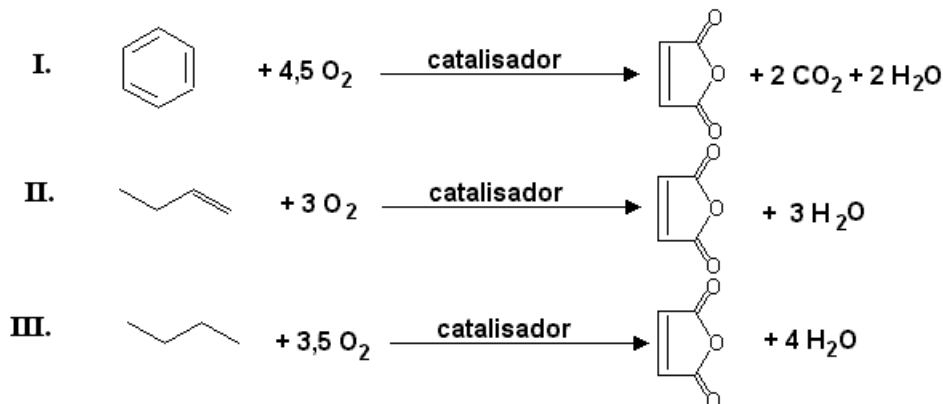 I. + 4,5 O2 catalisador O O O + 2 CO2 + 2 H2O
II. + 3 O2 catalisador O O O + 3 H2O
III. + 3,5 O2 catalisador O O O + 4 H2O